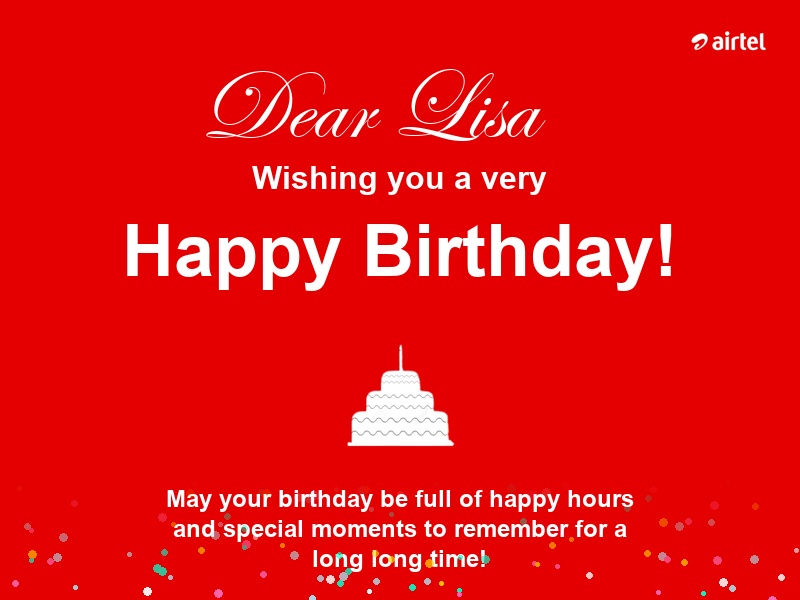 airtel
Dear Lisa
Wishing you a very
Happy Birthday!
May your birthday be full of happy hours
and special moments to remember for a
long long time!